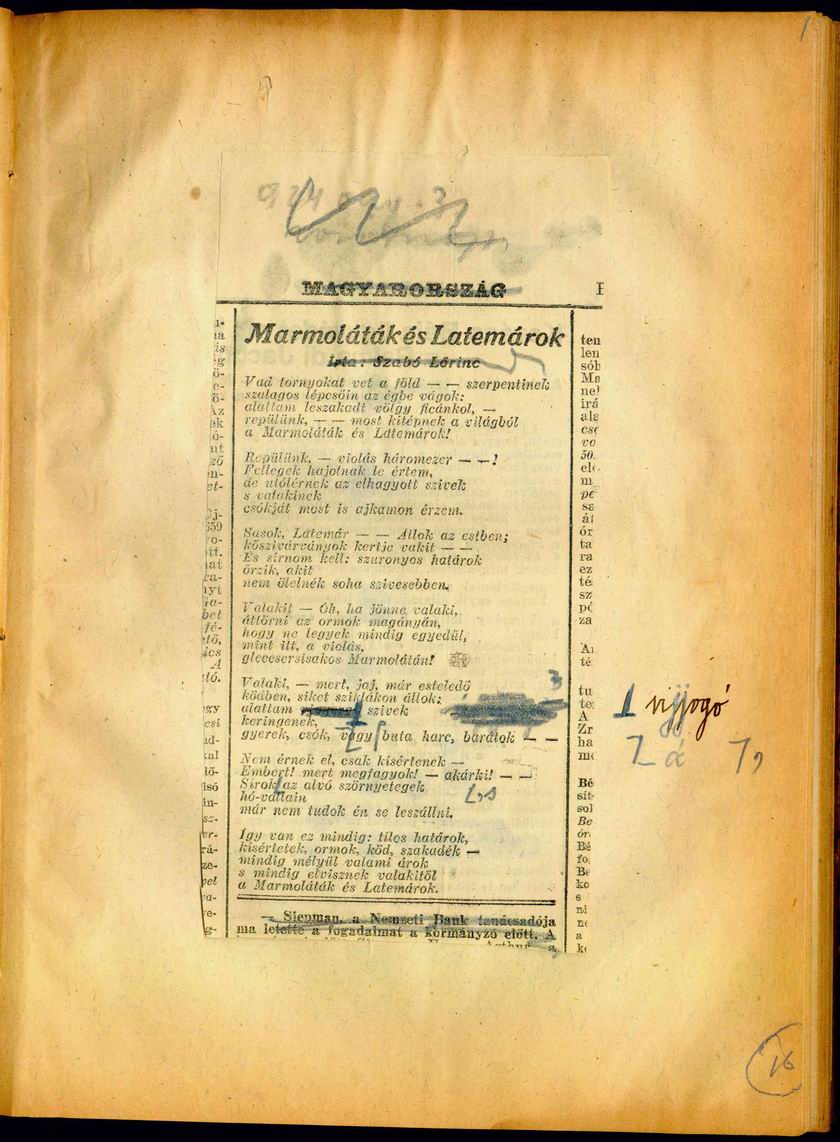 1
MAGYARORSZÁG
Marmoláták és Latemárok
Irta: Szabó Lőrinc
Vad tornyokat vet a föld — — szerpentinek
szalagos lépcsőin az égbe vágok:
alattam leszakadt völgy ficánkol, —
repülünk, — — most kitépnek a világból
a Marmoláták és Latemárok!
Repülünk, — violás háromezer — —!
Fellegek hajolnak le értem,
de utólérnek az elhagyott szivek
s valakinek
csókját most is ajkamon érzem.
Sasok, Latemár — — Állok az estben;
kőszivárványok kertje vakit — —
És sirnom kell: szuronyos határok
őrzik, akit
nem ölelnék soha szivesebben.
Valakit — Óh, ha jönne valaki,
áttörni az ormok magányán,
hogy ne legyek mindig egyedül,
mint itt, a violás,
gleccsersisakos Marmolátán!
Valaki, — mert, jaj, már esteledő
ködben, siket sziklákon állok;
alattam szivek
keringenek,
gyerek, csók, vagy buta harc, barátok — —
1 vijjogó
á
Nem érnek el, csak kisértenek —
Embert! mert megfagyok! — akárki! — —
Sirok az alvó szörnyetegek
hó-vállain
már nem tudok én se leszállni.
Igy van ez mindig: tilos határok,
kisértetek, ormok, köd, szakadék —
mindig mélyül valami árok
s mindig elvisznek valakitől
a Marmoláták és Latemárok.
— Siepman, a Nemzeti Bank tanácsadója
ma letette a fogadalmat a kormányzó előtt. A
16